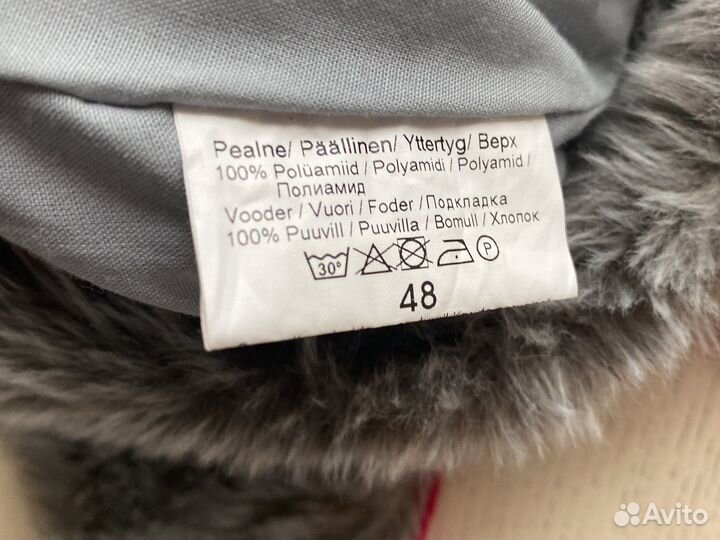 Pealne/ Päällinen/ Yttertyg/ Верх
100% Polüamiid / Polyamidi / Polyamid /
Полиамид
Vooder / Vuori / Foder / Подкладка
100% Puuvill / Puuvilla / Bomull / Хлопок
30° P
48
Avito